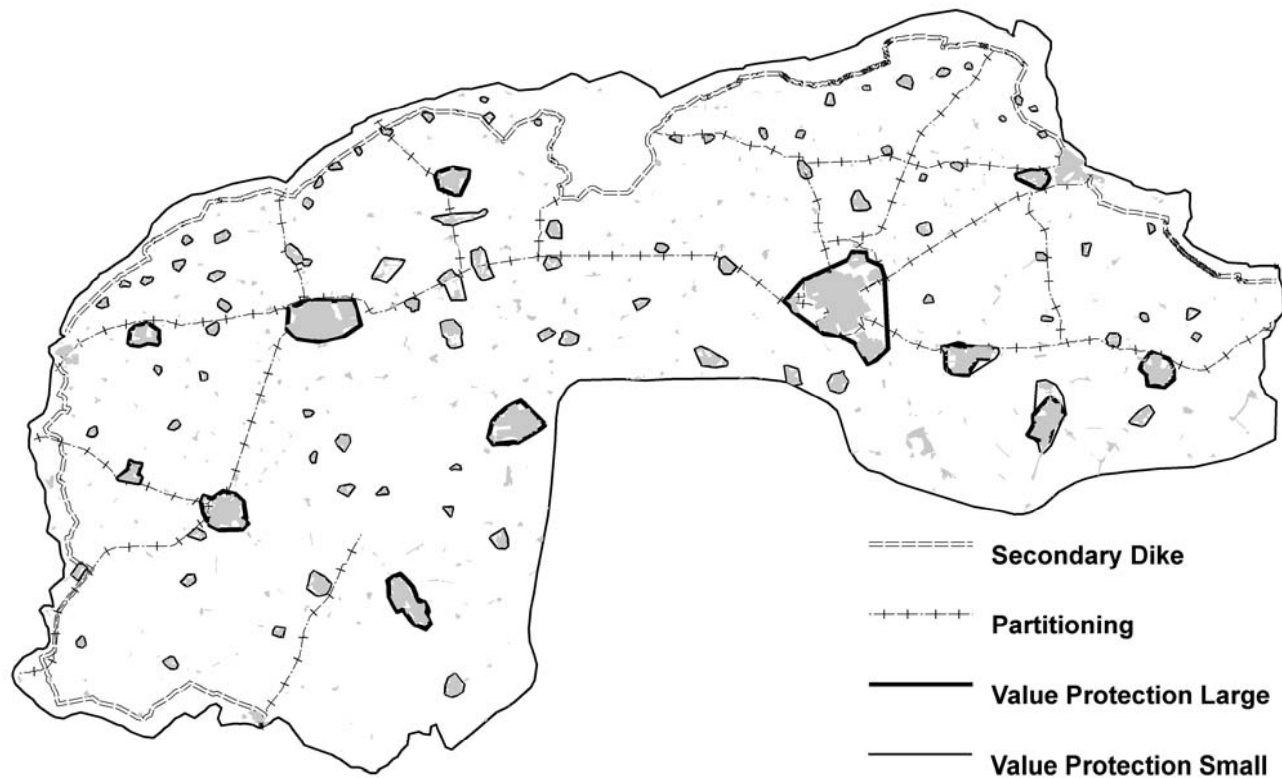 Secondary Dike
Partitioning
Value Protection Large
Value Protection Small